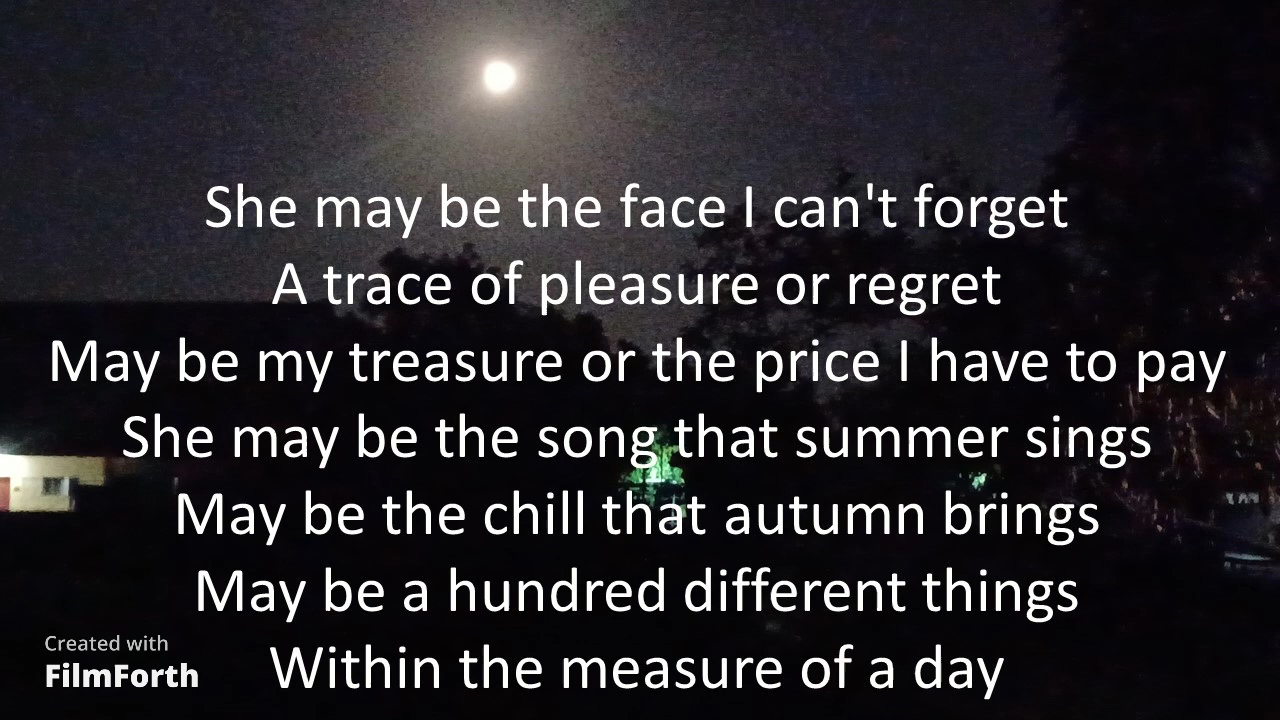 She may be the face I can't forget
A trace of pleasure or regret
May be my treasure or the price I have to pay
She may be the song that summer sings
May be the chill that autumn brings
May be a hundred different things
Within the measure of a day
Created with
FilmForth